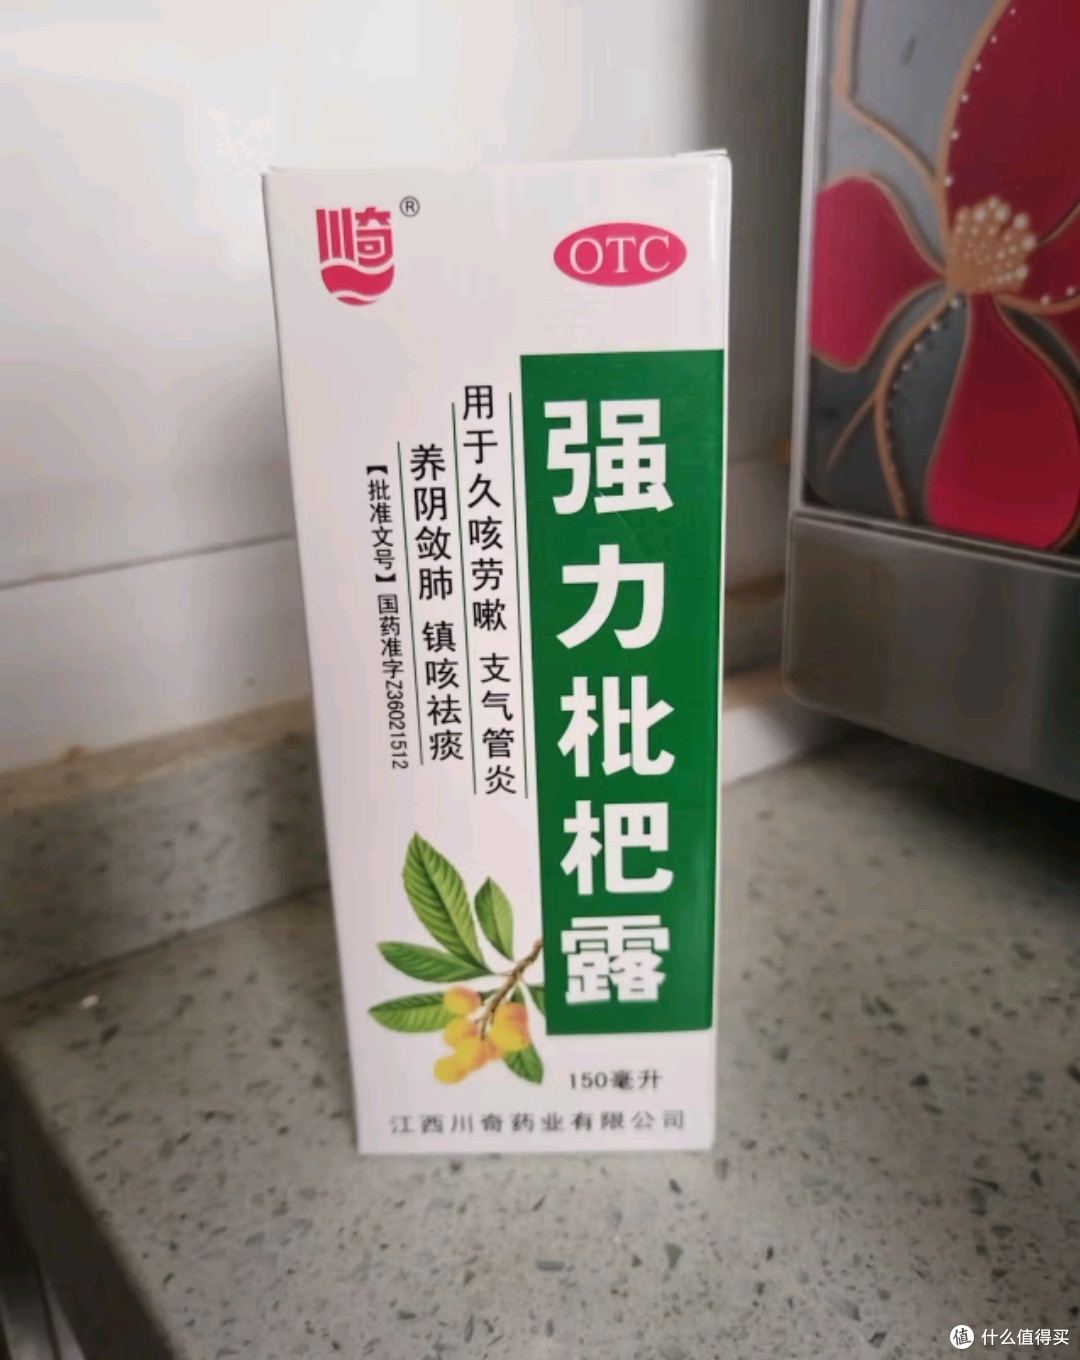 川奇®
OTC
强力枇杷露
用于久咳劳嗽 支气管炎
养阴敛肺 镇咳祛痰
【批准文号】国药准字Z36021512
150毫升
江西川奇药业有限公司
值 什么值得买